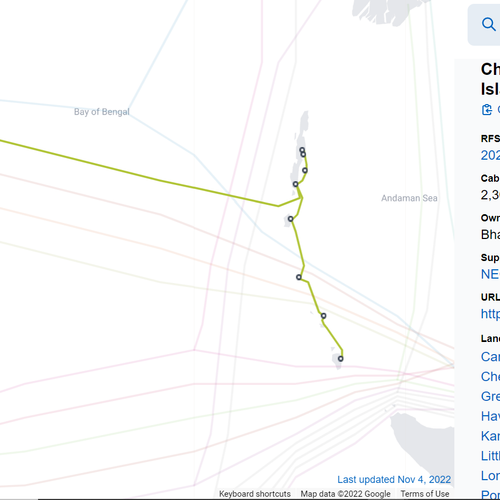 Bay of Bengal
Andaman Sea
Last updated Nov 4, 2022
Keyboard shortcuts Map data ©2022 Google Terms of Use
Ch
Isl
RFS
202
Cab
2,3
Own
Bha
Sup
NE
URL
http
Lan
Car
Che
Gre
Hav
Kar
Littl
Lon
Por